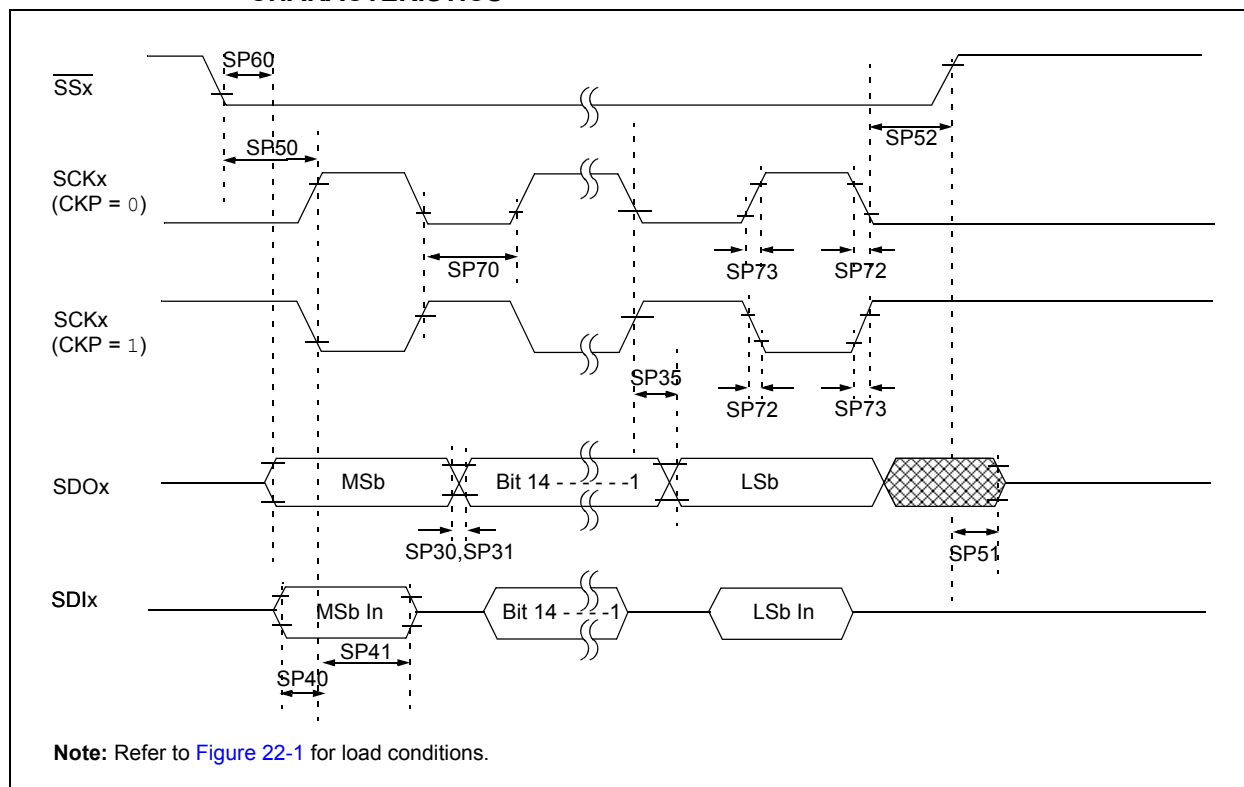 CHARACTERISTICS
SP60
SSx
SP50
SP52
SCKx
(CKP = 0)
SP70
SP73
SP72
SCKx
(CKP = 1)
SP35
SP72
SP73
SDOx
MSb
Bit 14 - - - - - -1
LSb
SP30,SP31
SP51
SDIx
MSb In
Bit 14 - - - -1
LSb In
SP41
SP40
Note: Refer to Figure 22-1 for load conditions.